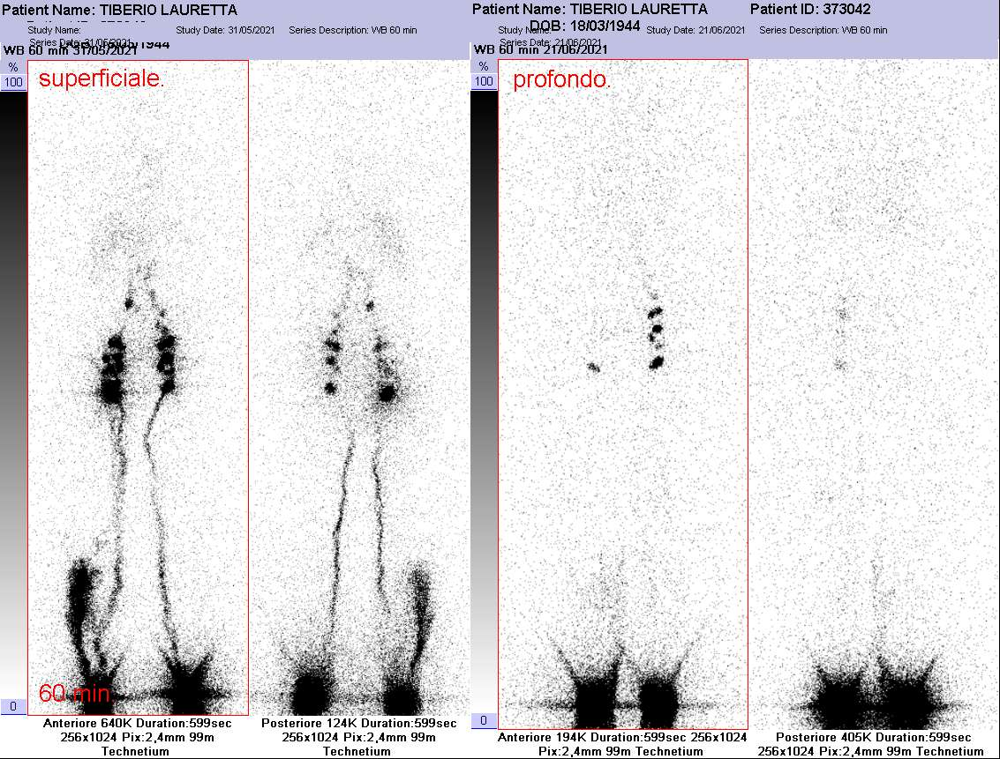 Patient Name: TIBERIO LAURETTA
Study Name:
Study Date: 31/05/2021
Series Description: WB 60 min
Series Date: 31/05/2021
WB 60 min 31/05/2021
%
100
superficiale.
60 min
0
Anteriore 640K Duration:599sec
256x1024 Pix:2,4mm 99m
Technetium
Posteriore 124K Duration:599sec
256x1024 Pix:2,4mm 99m
Technetium
Patient Name: TIBERIO LAURETTA
Patient ID: 373042
DOB: 18/03/1944
Study Name:
Study Date: 21/06/2021
Series Description: WB 60 min
Series Date: 21/06/2021
WB 60 min 21/06/2021
%
100
profondo.
0
Anteriore 194K Duration:599sec 256x1024
Pix:2,4mm 99m Technetium
Posteriore 405K Duration:599sec
256x1024 Pix:2,4mm 99m Technetium